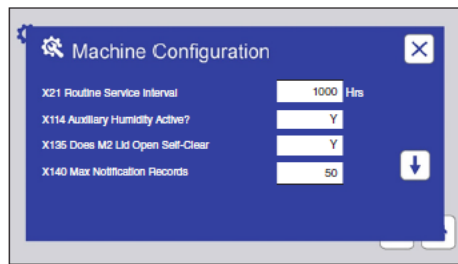 Machine Configuration
X21 Routine Service Interval 1000 Hrs
X114 Auxiliary Humidity Active? Y
X135 Does M2 Lid Open Self-Clear Y
X140 Max Notification Records 50